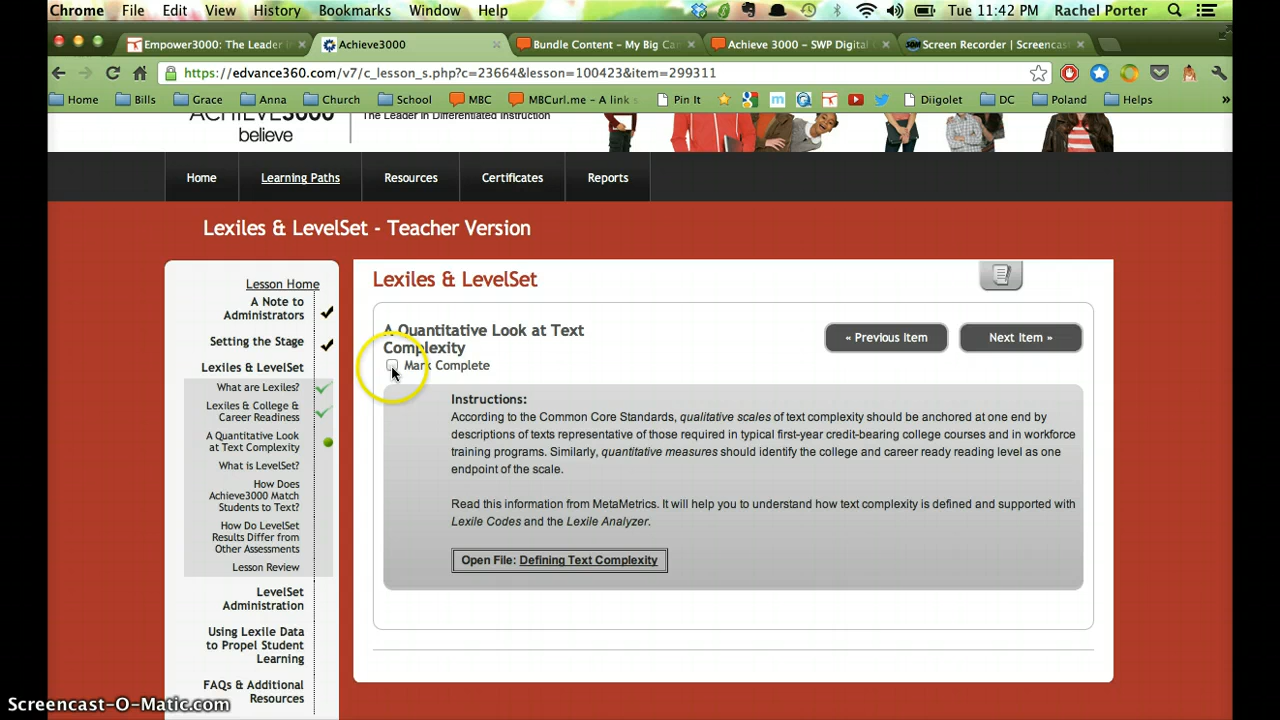 Chrome File Edit View History Bookmarks Window Help Tue 11:42 PM Rachel Porter
Empower3000: The Leader in Achieve3000 Bundle Content - My Big Ca Achieve 3000 – SWP Digital Screen Recorder | Screencast
https://edvance360.com/v7/c_lesson_s.php?c=23664&lesson=100423&item=299311
Home Bills Grace Anna Church School MBC MBCurl.me - A link s Pin It Diigolet DC Poland Helps »
ACHIEVE3000 The Leader in Differentiated Instruction
believe
Home Learning Paths Resources Certificates Reports
Lexiles & LevelSet - Teacher Version
Lesson Home
A Note to
Administrators
Setting the Stage
Lexiles & LevelSet
What are Lexiles?
Lexiles & College &
Career Readiness
A Quantitative Look
at Text Complexity
What is LevelSet?
How Does
Achieve3000 Match
Students to Text?
How Do LevelSet
Results Differ from
Other Assessments
Lesson Review
LevelSet
Administration
Using Lexile Data
to Propel Student
Learning
FAQs & Additional
Resources
Lexiles & LevelSet
A Quantitative Look at Text
Complexity
Mark Complete
« Previous Item Next Item »
Instructions:
According to the Common Core Standards, qualitative scales of text complexity should be anchored at one end by
descriptions of texts representative of those required in typical first-year credit-bearing college courses and in workforce
training programs. Similarly, quantitative measures should identify the college and career ready reading level as one
endpoint of the scale.
Read this information from MetaMetrics. It will help you to understand how text complexity is defined and supported with
Lexile Codes and the Lexile Analyzer.
Open File: Defining Text Complexity
Screencast-O-Matic.com